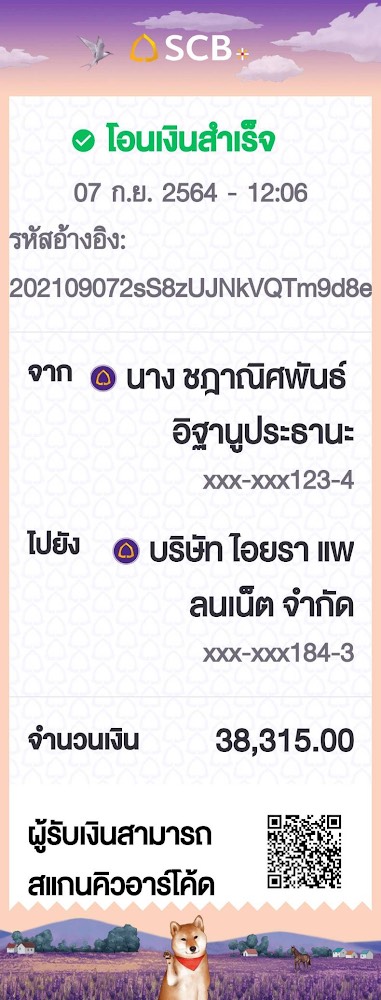 SCB+
โอนเงินสำเร็จ
07 ก.ย. 2564 - 12:06
รหัสอ้างอิง:
202109072sS8zUJNkVQTm9d8e
จาก นาง ชฎาณิศพันธ์
อิฐานูประธานะ
xxx-xxx123-4
ไปยัง บริษัท ไอยรา แพ
ลนเน็ต จำกัด
xxx-xxx184-3
จำนวนเงิน 38,315.00
ผู้รับเงินสามารถ
สแกนคิวอาร์โค้ด